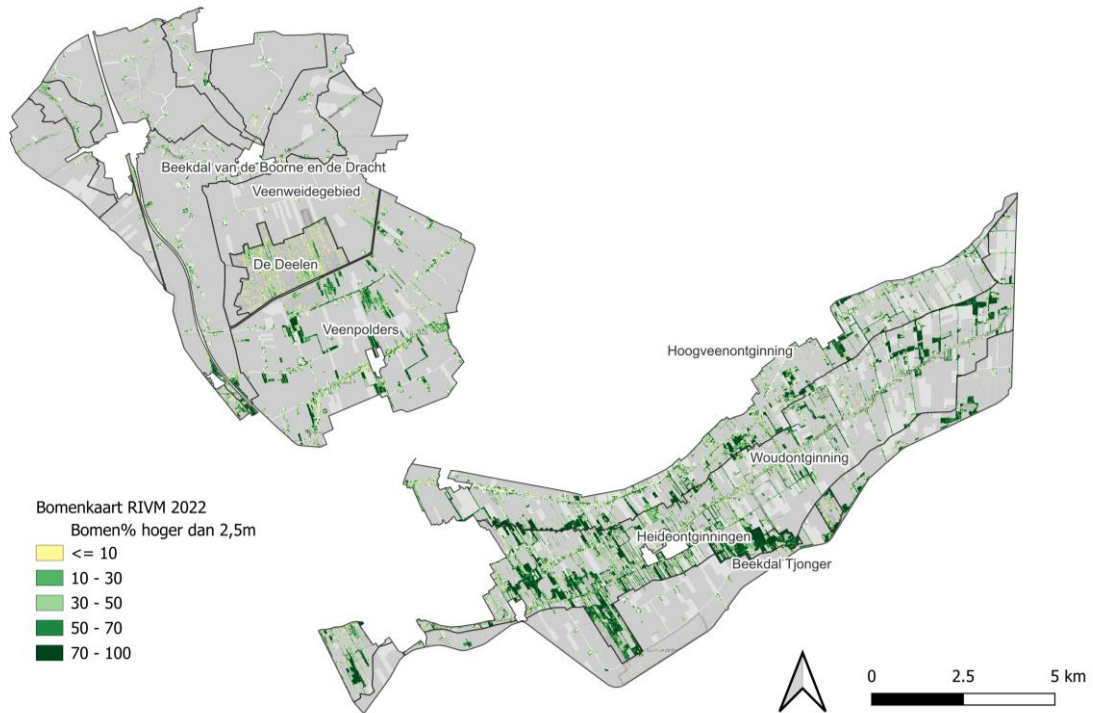 Beekdal van de Boorne en de Dracht
Veenweidegebied
De Deelen
Veenpolders
Hoogveenontginning
Woudontginning
Heideontginningen
Beekdal Tjonger
Bomenkaart RIVM 2022
Bomen% hoger dan 2,5m
<= 10
10 - 30
30 - 50
50 - 70
70 - 100
0 2.5 5 km